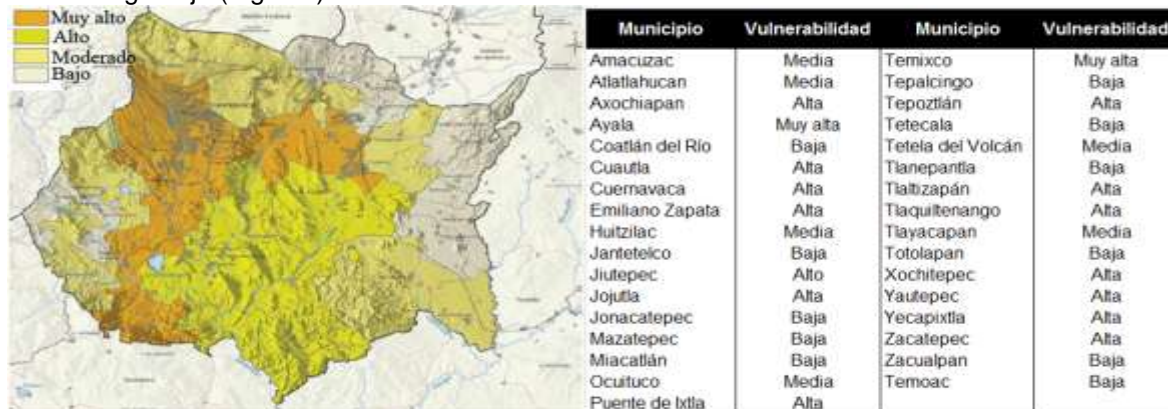 Muy alto
Alto
Moderado
Bajo
Municipio Vulnerabilidad Municipio Vulnerabilidad
Amacuzac Media Temixco Muy alta
Atlatlahucan Media Tepalcingo Baja
Axochiapan Alta Tepoztlán Alta
Ayala Muy alta Tetecala Baja
Coatlán del Río Baja Tetela del Volcán Media
Cuautla Alta Tlanepantla Baja
Cuernavaca Alta Tlaltizapán Alta
Emiliano Zapata Alta Tlaquiltenango Alta
Huitzilac Media Tlayacapan Media
Jantetelco Baja Totolapan Baja
Jiutepec Alto Xochitepec Alta
Jojutla Alta Yautepec Alta
Jonacatepec Baja Yecapixtla Alta
Mazatepec Baja Zacatepec Alta
Miacatlán Baja Zacualpan Baja
Ocuituco Media Temoac Baja
Puente de Ixtla Alta